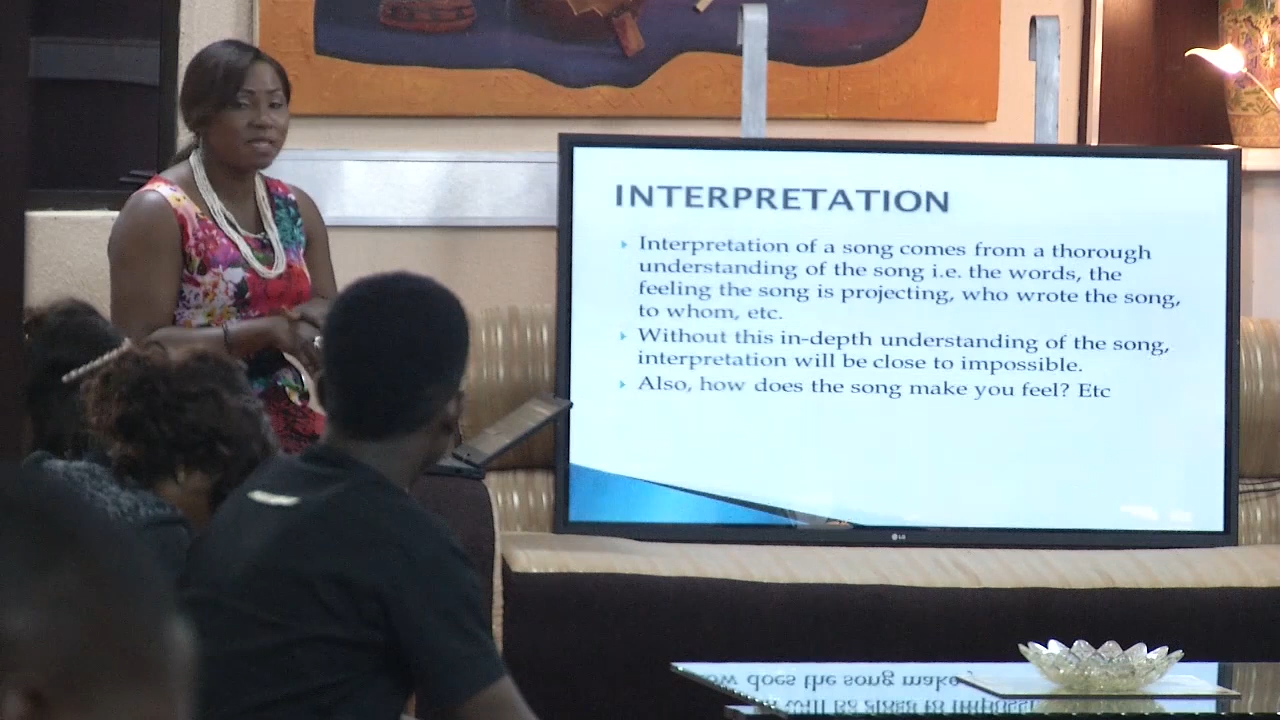 INTERPRETATION
Interpretation of a song comes from a thorough
understanding of the song i.e. the words, the
feeling the song is projecting, who wrote the song,
to whom, etc.
Without this in-depth understanding of the song,
interpretation will be close to impossible.
Also, how does the song make you feel? Etc
LG